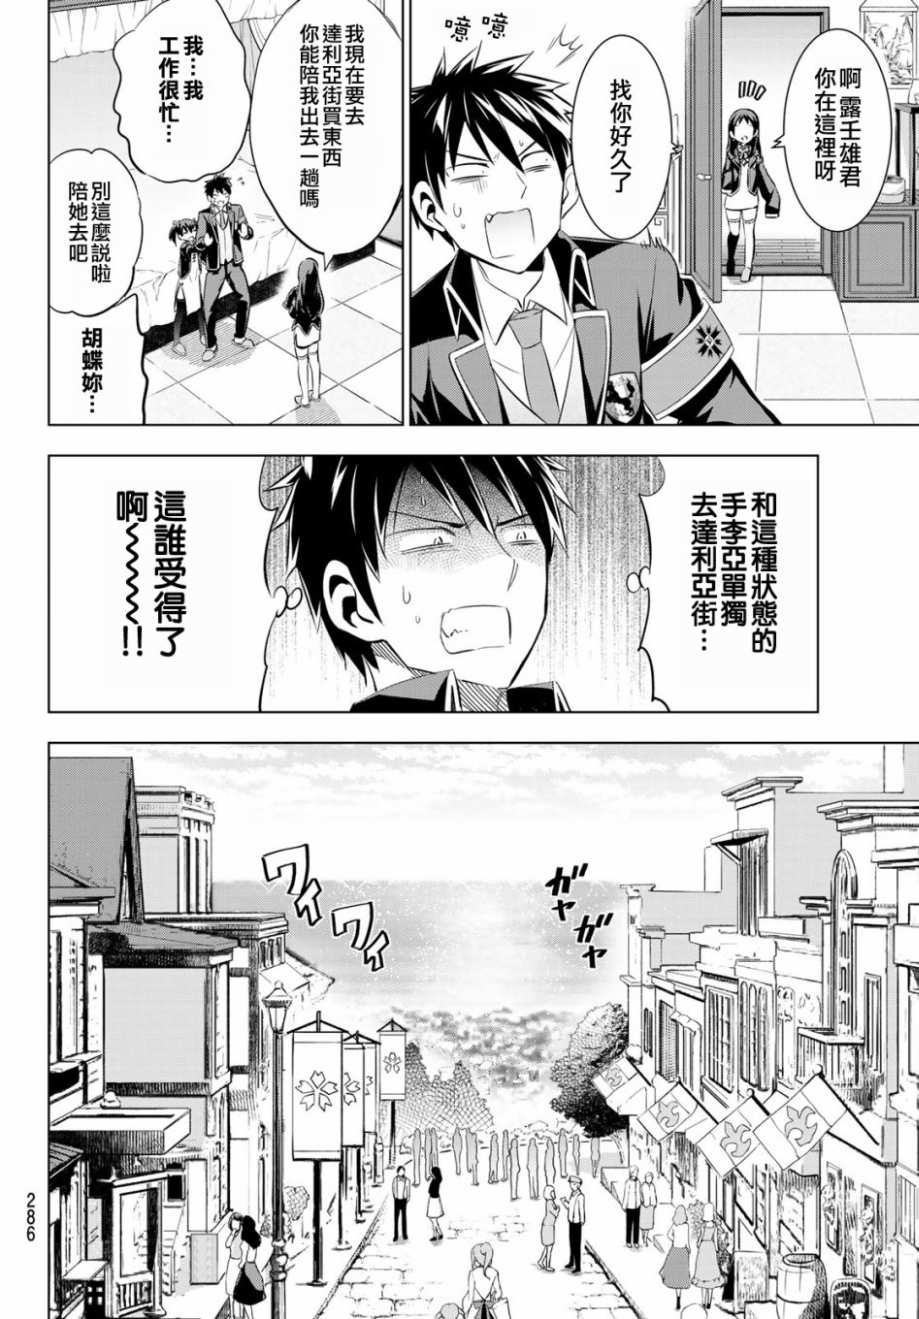 啊 露壬雄君
你在這裡呀
找你好久了
噫
噫
我現在要去
達利亞街買東西
你能陪我出去一趟嗎
我…我
工作很忙…
別這麼説啦
陪她去吧
胡蝶妳…
和這種狀態的
手李亞單獨
去達利亞街…
這誰受得了
啊〜〜〜〜!!
ガヤ
ガヤ
ワイ
ワイ
286